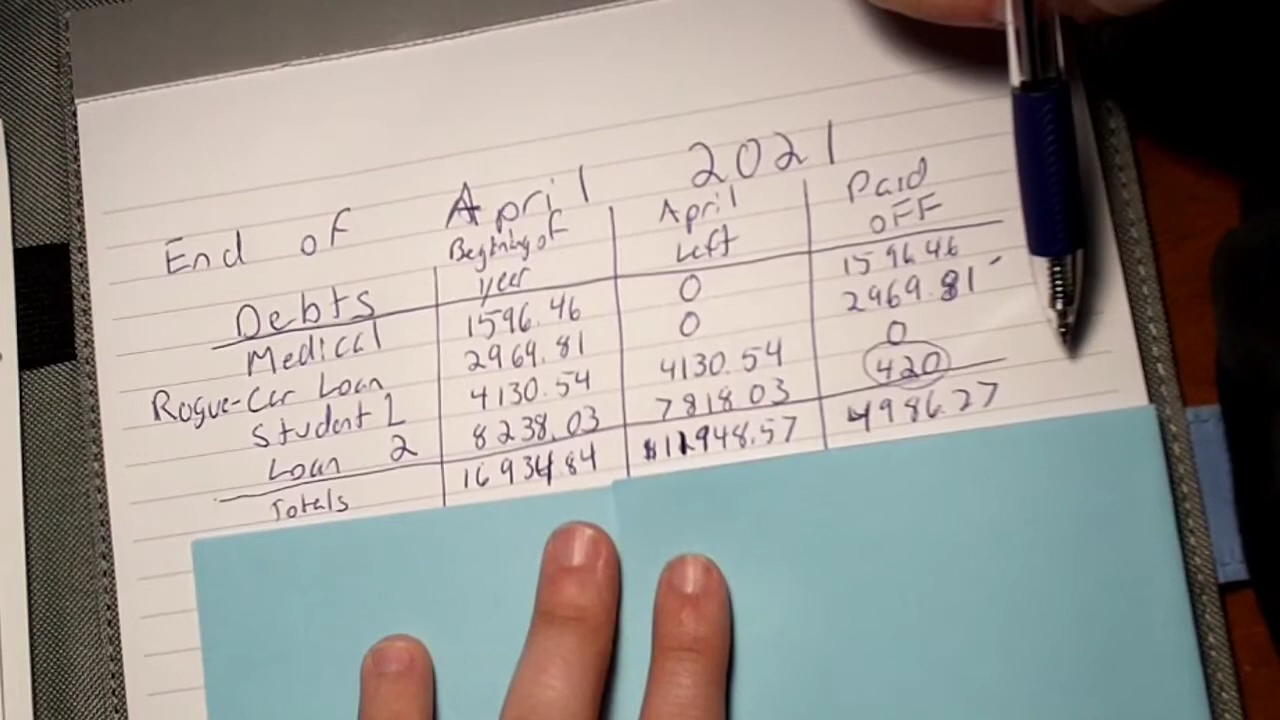 End of April 2021
Debts Beginning of year April Left Paid OFF
Medical 1596.46 0 1596.46
Rogue-Car Loan 2969.81 0 2969.81
Student 1 4130.54 4130.54 0
Loan 2 8238.03 7818.03 420
Totals 16934.84 $11948.57 4986.27